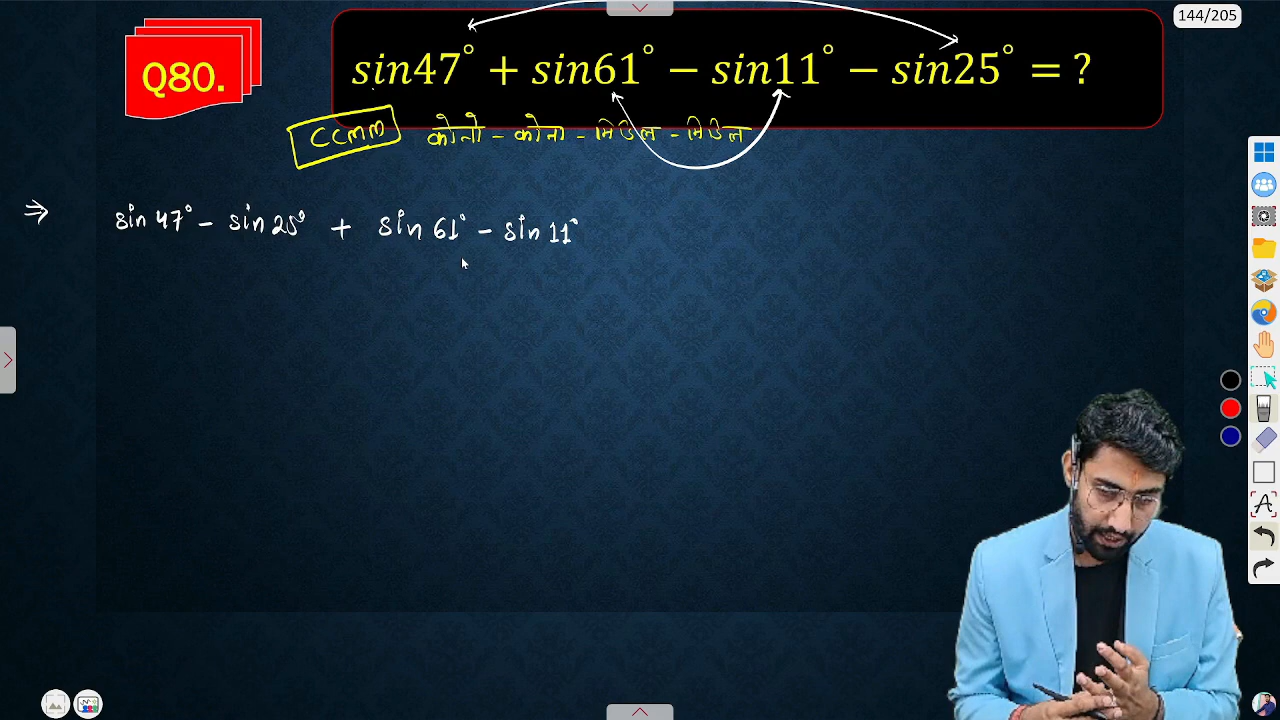 144/205
Q80.
sin47° + sin61° − sin11° − sin25° = ?
CCMM कोना - कोना - मिडिल - मिडिल
⇒ sin 47° − sin 25° + sin 61° − sin 11°